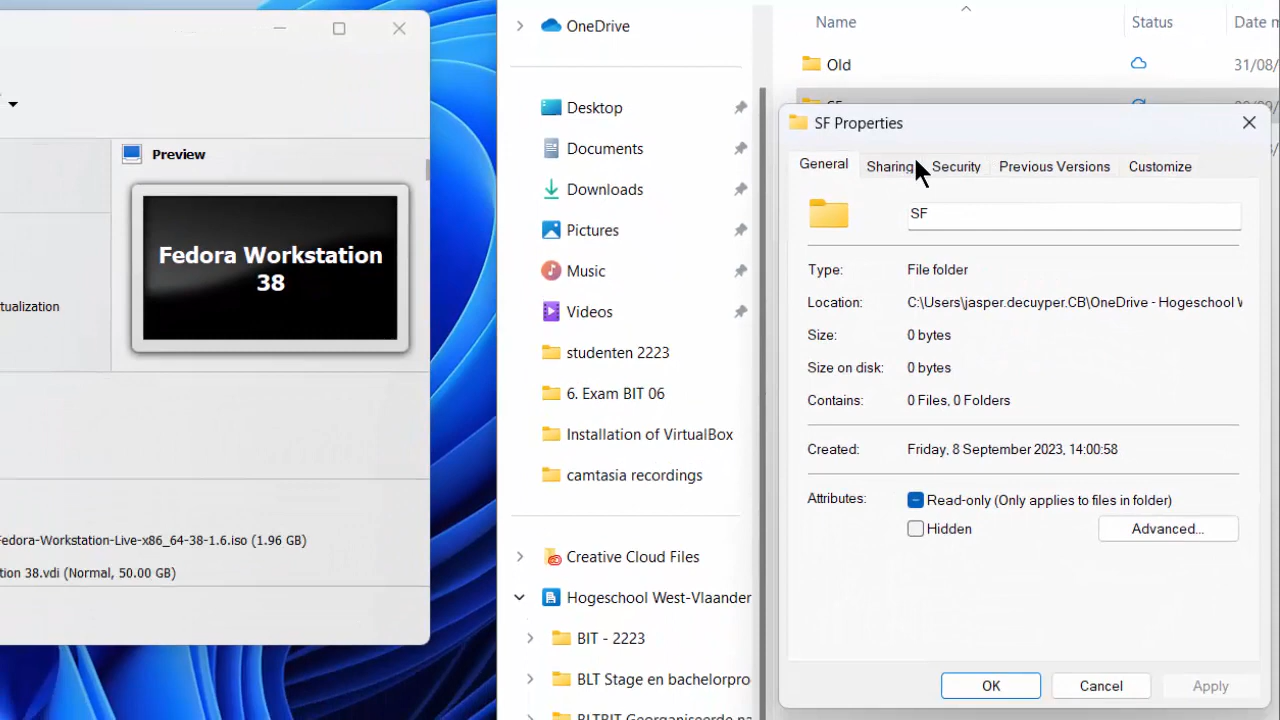 Preview
Fedora Workstation
38
tualization
Fedora-Workstation-Live-x86_64-38-1.6.iso (1.96 GB)
tion 38.vdi (Normal, 50.00 GB)
OneDrive
Desktop
Documents
Downloads
Pictures
Music
Videos
studenten 2223
6. Exam BIT 06
Installation of VirtualBox
camtasia recordings
Creative Cloud Files
Hogeschool West-Vlaander
BIT - 2223
BLT Stage en bachelorpro
Name Status Date
Old 31/08/
SF Properties
General Sharing Security Previous Versions Customize
SF
Type: File folder
Location: C:\Users\jasper.decuyper.CB\OneDrive - Hogeschool
Size: 0 bytes
Size on disk: 0 bytes
Contains: 0 Files, 0 Folders
Created: Friday, 8 September 2023, 14:00:58
Attributes: Read-only (Only applies to files in folder)
Hidden Advanced...
OK Cancel Apply